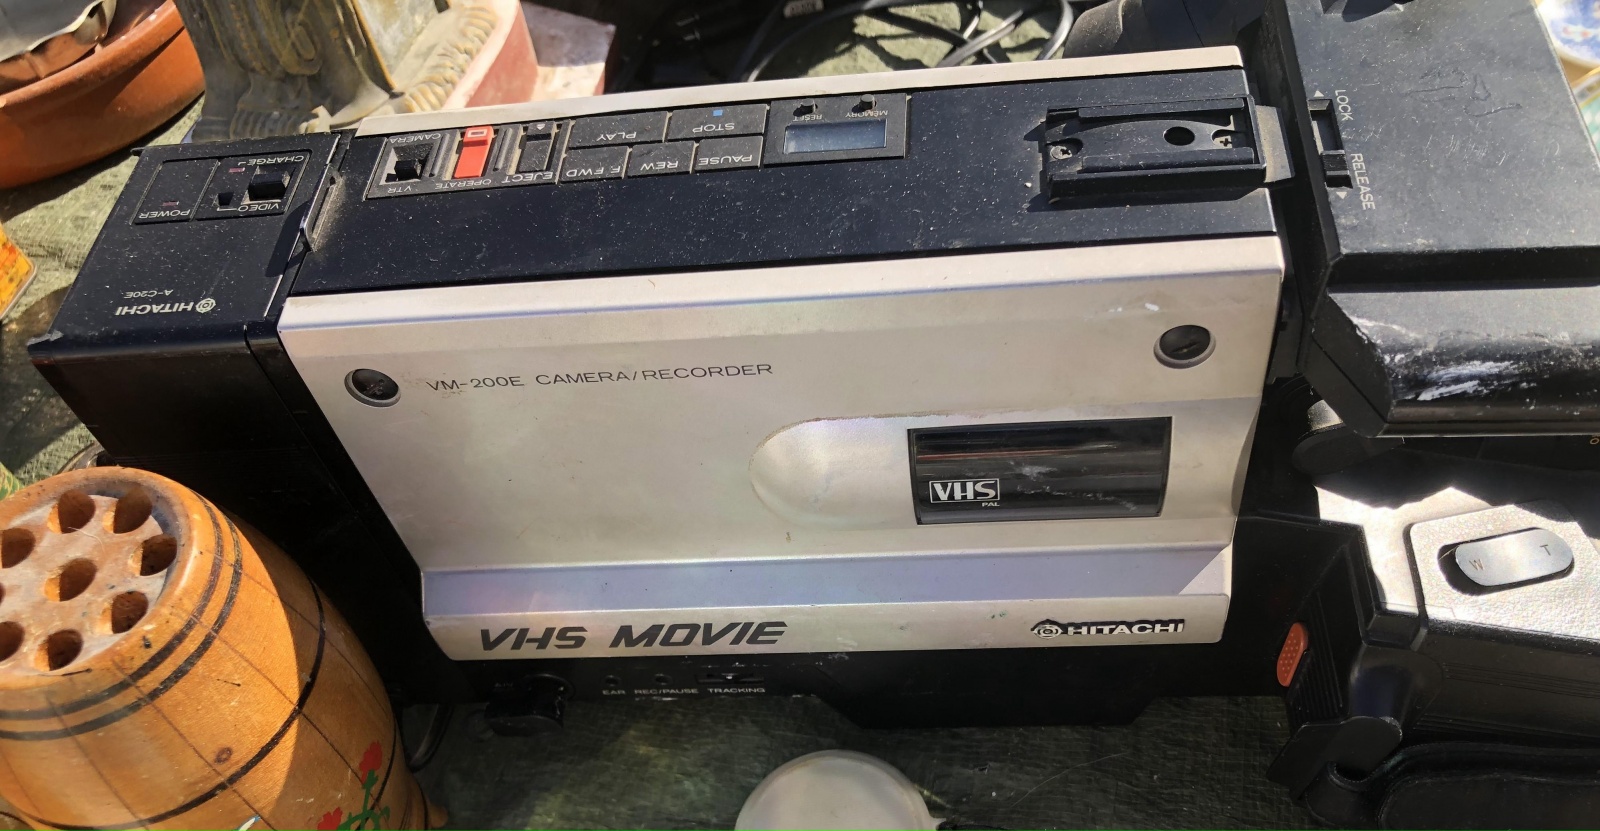 CAMERA
VTR
OPERATE
EJECT
PLAY
STOP
F. FWD
REW
PAUSE
RESET
MEMORY
LOCK
RELEASE
CHARGE
VIDEO
POWER
HITACHI
A-C20E
VM-200E CAMERA/RECORDER
VHS
PAL
W T
VHS MOVIE
HITACHI
EAR REC/PAUSE TRACKING